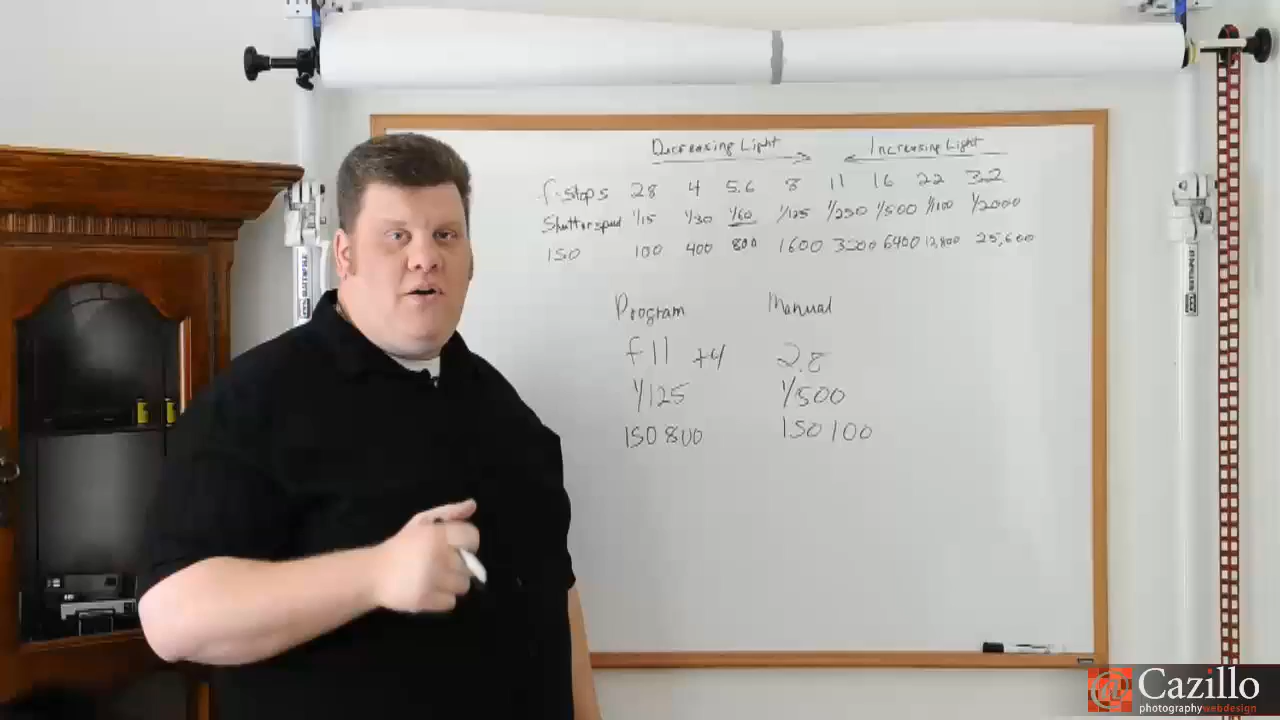 Decreasing Light Increasing Light
f-stops 2.8 4 5.6 8 11 16 22 32
Shutterspeed 1/15 1/30 1/60 1/125 1/250 1/500 1/100 1/2000
ISO 100 400 800 1600 3200 6400 12,800 25,600
Program Manual
f 11 +4 2.8
1/125 1/500
ISO 800 ISO 100
Cazillo
photographywebdesign